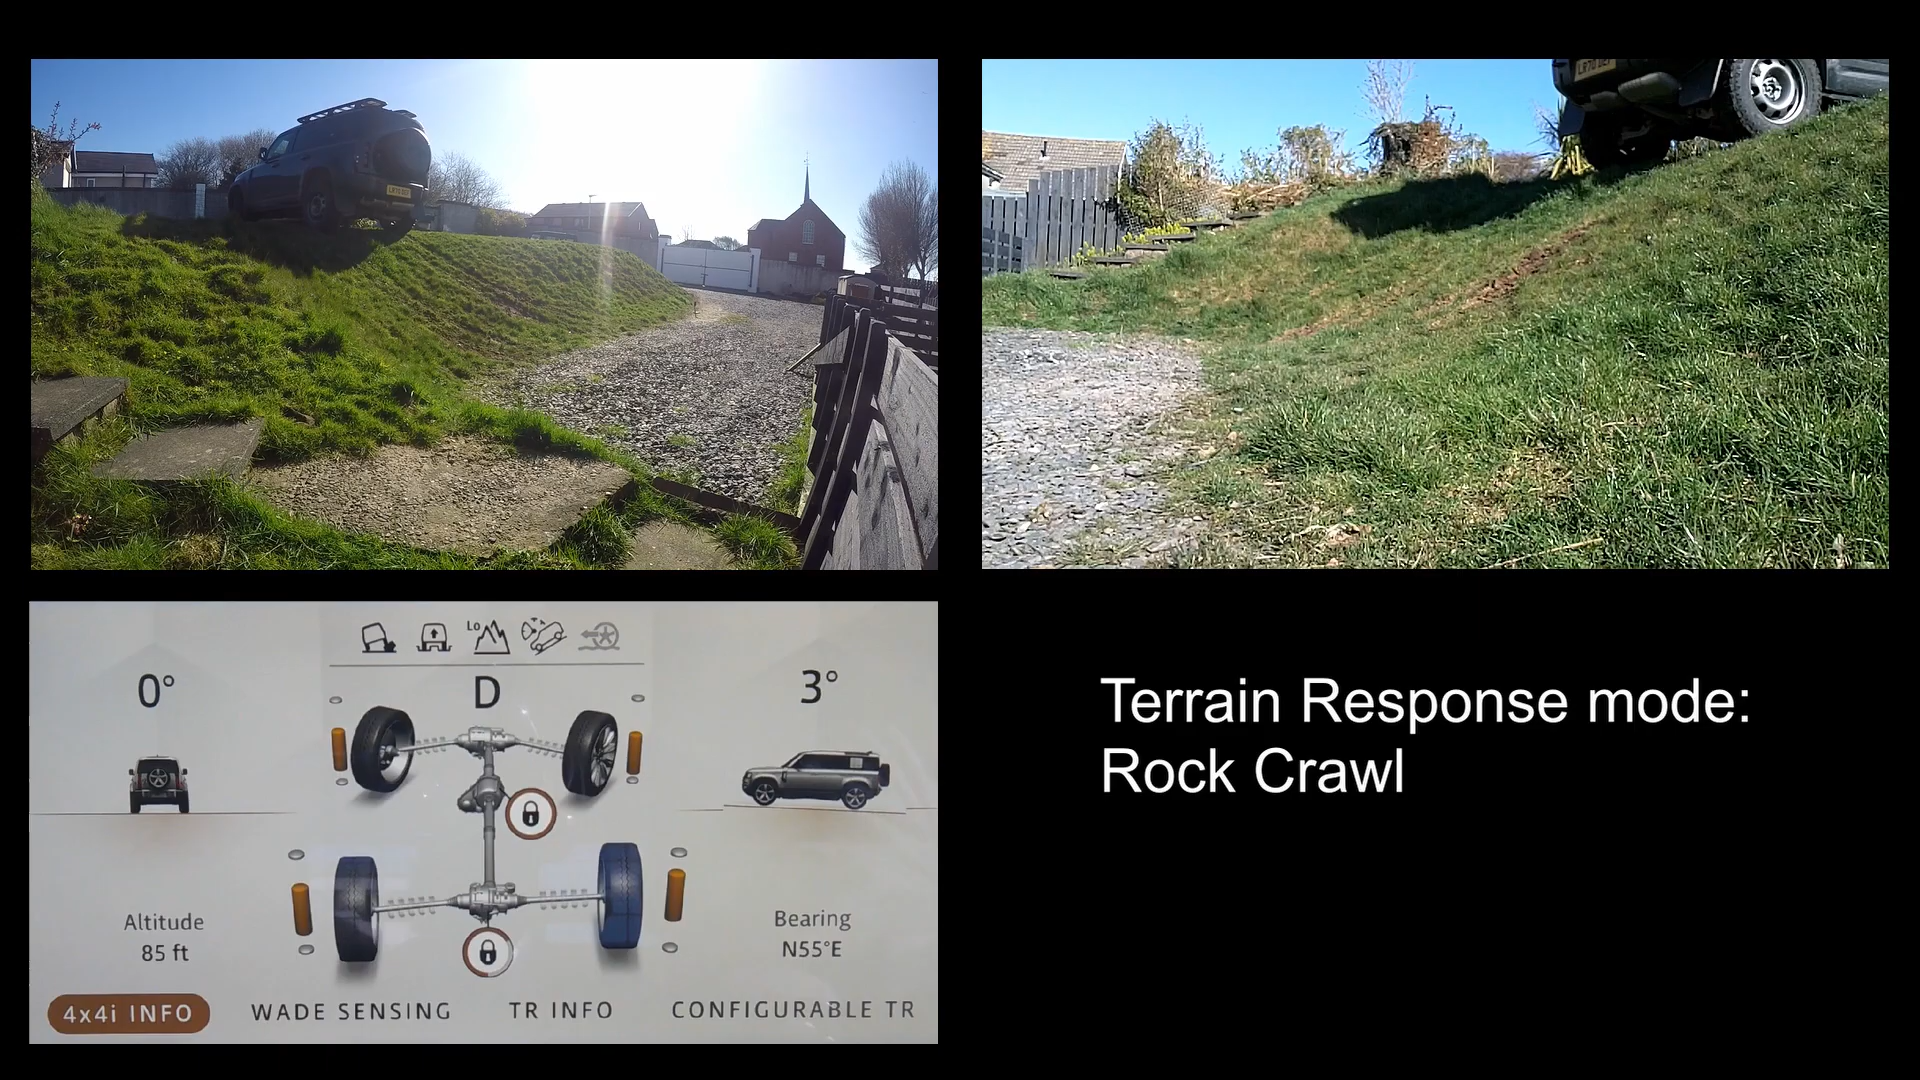 Lo
0°
D
3°
Altitude
85 ft
Bearing
N55°E
4x4i INFO
WADE SENSING
TR INFO
CONFIGURABLE TR
Terrain Response mode:
Rock Crawl